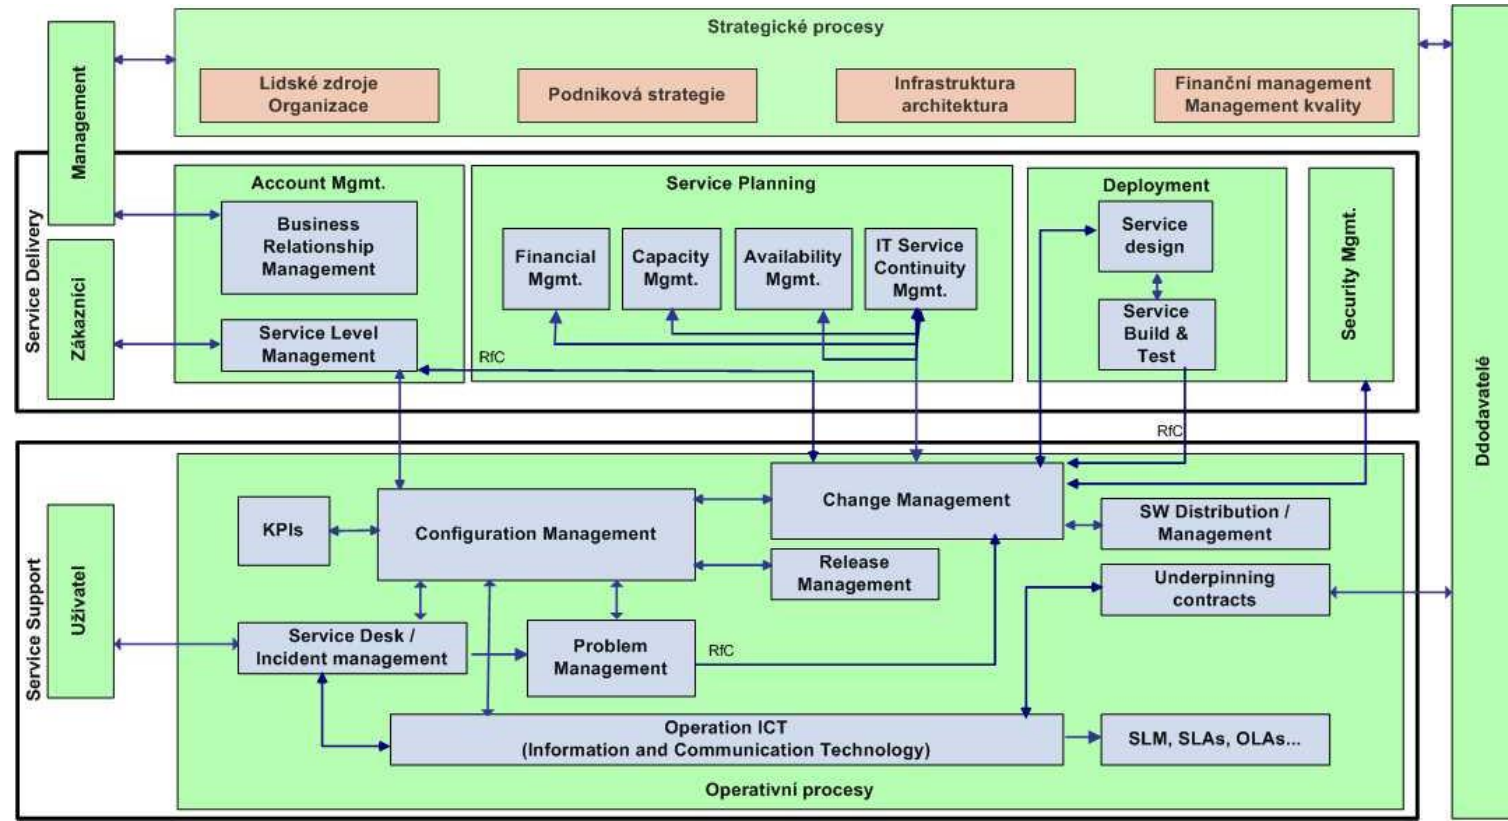 Strategické procesy
Lidské zdroje
Organizace
Podniková strategie
Infrastruktura
architektura
Finanční management
Management kvality
Management
Service Delivery
Zákazníci
Account Mgmt.
Business
Relationship
Management
Service Level
Management
Service Planning
Financial
Mgmt.
Capacity
Mgmt.
Availability
Mgmt.
IT Service
Continuity
Mgmt.
Deployment
Service
design
Service
Build &
Test
Security Mgmt.
Ddodavatelé
RfC
RfC
Service Support
Uživatel
KPIs
Configuration Management
Change Management
SW Distribution /
Management
Release
Management
Underpinning
contracts
Service Desk /
Incident management
Problem
Management
RfC
Operation ICT
(Information and Communication Technology)
SLM, SLAs, OLAs...
Operativní procesy